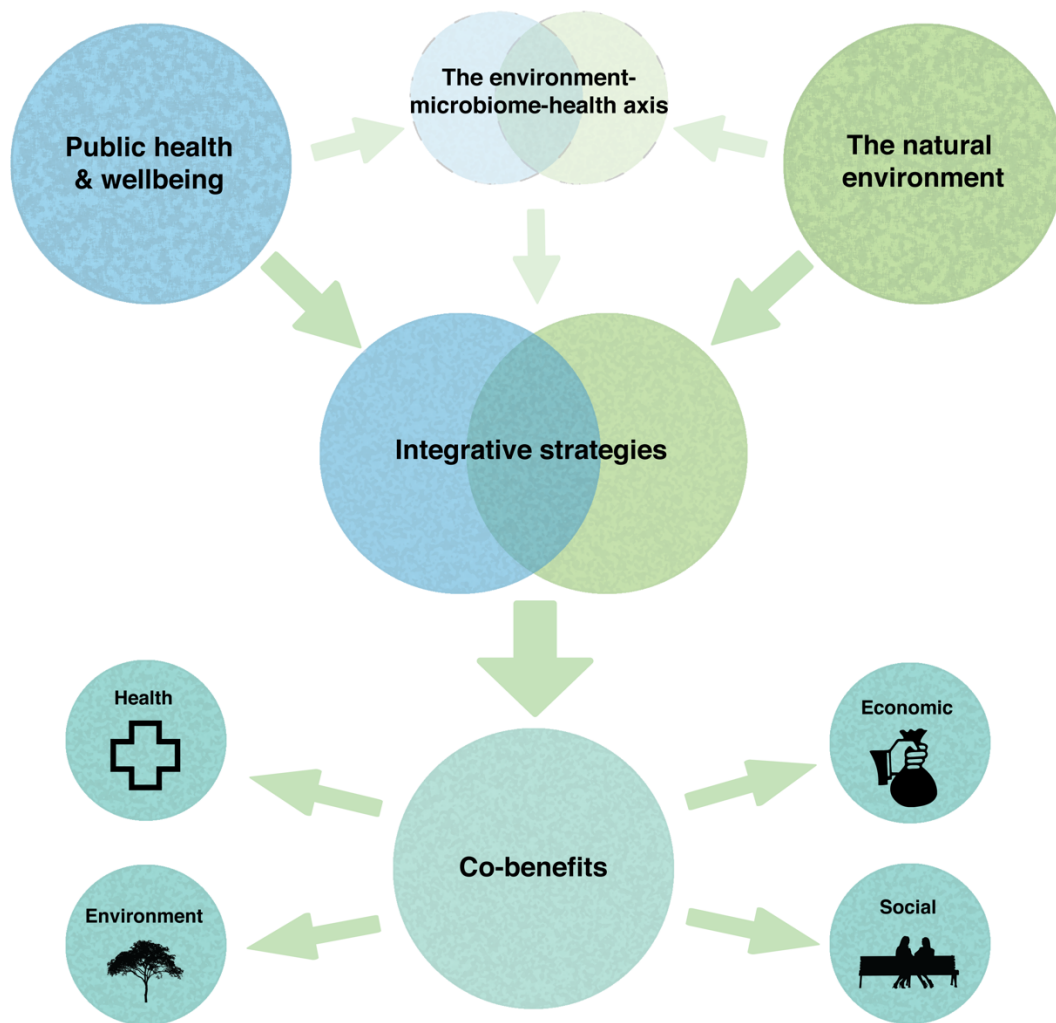 The environment-
microbiome-health axis
Public health
& wellbeing
The natural
environment
Integrative strategies
Health
Economic
Co-benefits
Environment
Social